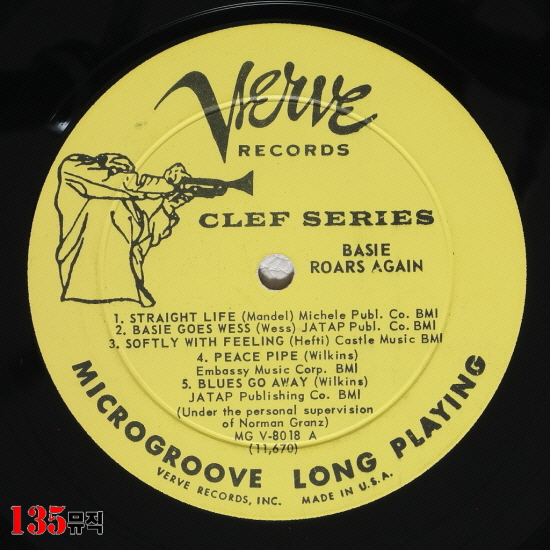 Verve
RECORDS
CLEF SERIES
BASIE
ROARS AGAIN
1. STRAIGHT LIFE (Mandel) Michele Publ. Co. BMI
2. BASIE GOES WESS (Wess) JATAP Publ. Co. BMI
3. SOFTLY WITH FEELING (Hefti) Castle Music BMI
4. PEACE PIPE (Wilkins)
Embassy Music Corp. BMI
5. BLUES GO AWAY (Wilkins)
JATAP Publishing Co. BMI
(Under the personal supervision
of Norman Granz)
MG V-8018 A
(11,670)
MICROGROOVE LONG PLAYING
VERVE RECORDS, INC. MADE IN U.S.A.
135뮤직